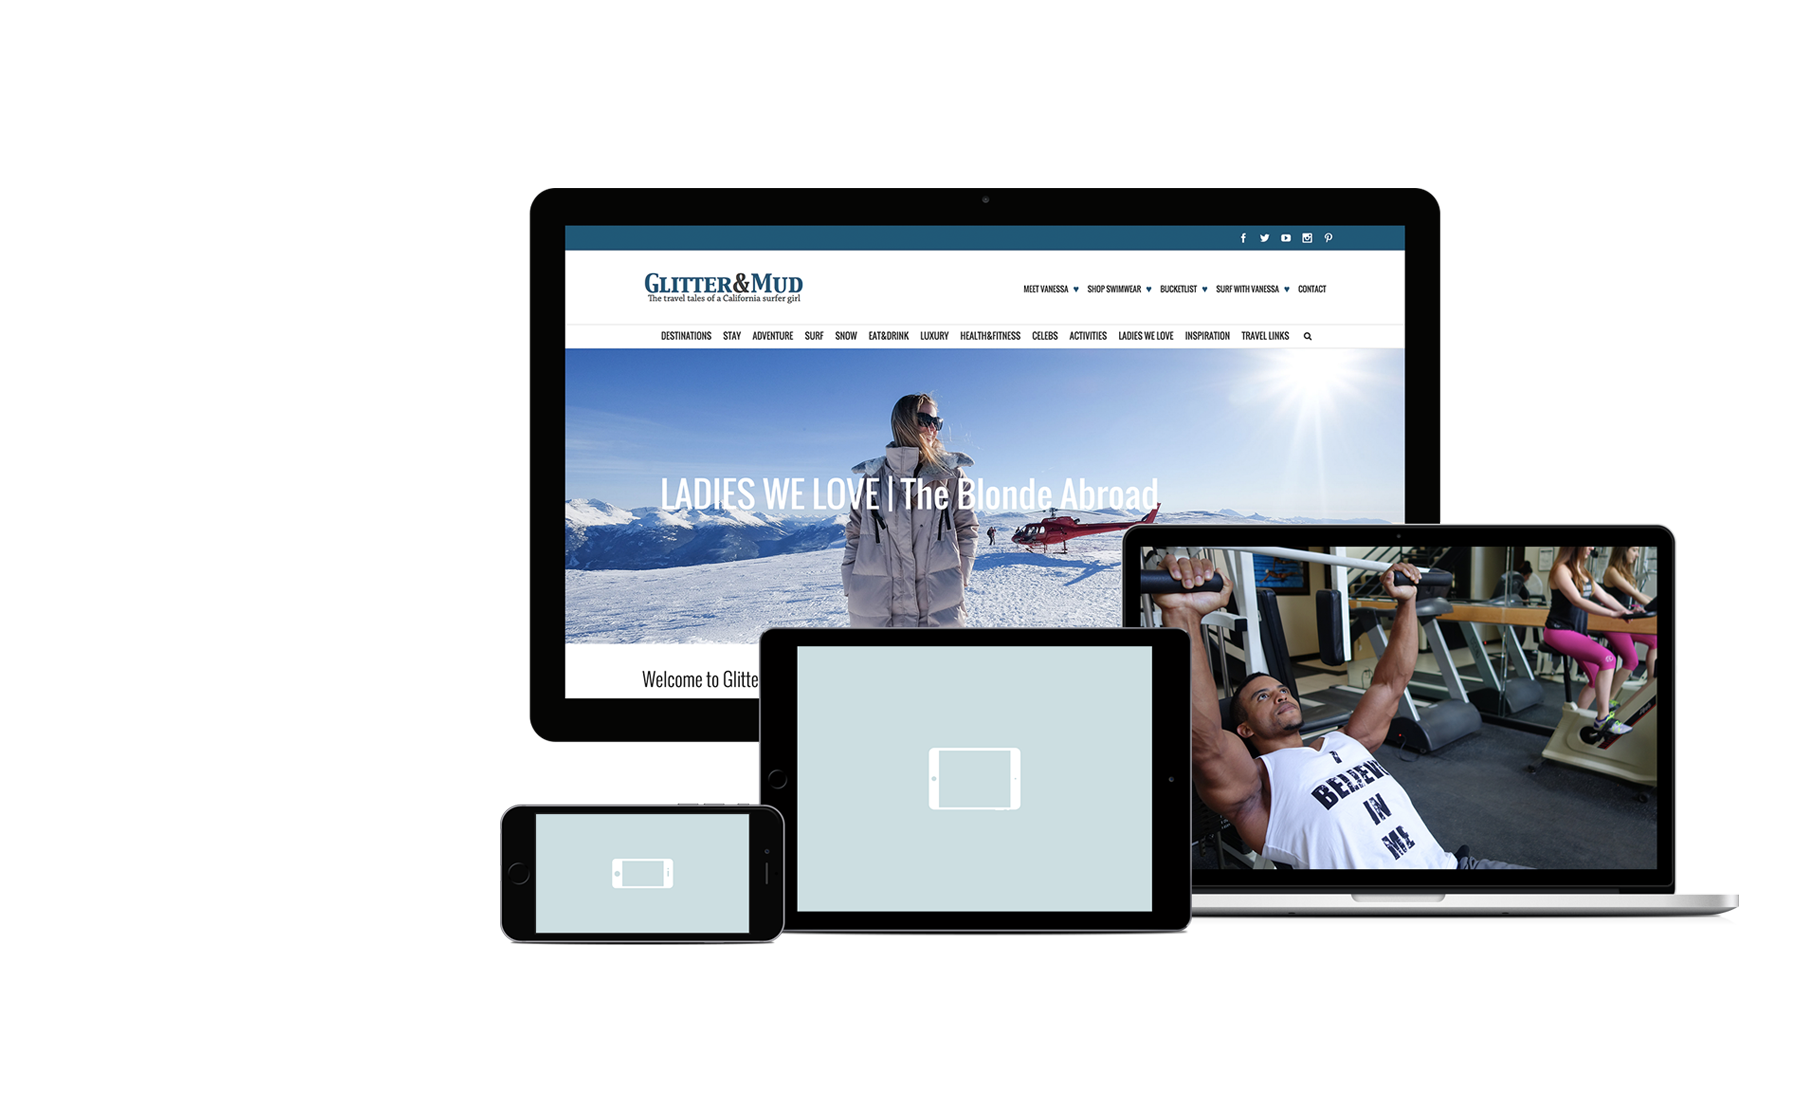 GLITTER&MUD
The travel tales of a California surfer girl
MEET VANESSA ♥ SHOP SWIMWEAR ♥ BUCKETLIST ♥ SURF WITH VANESSA ♥ CONTACT
DESTINATIONS STAY ADVENTURE SURF SNOW EAT&DRINK LUXURY HEALTH&FITNESS CELEBS ACTIVITIES LADIES WE LOVE INSPIRATION TRAVEL LINKS
LADIES WE LOVE | The Blonde Abroad
Welcome to Glitte
I
BELIEVE
IN
ME